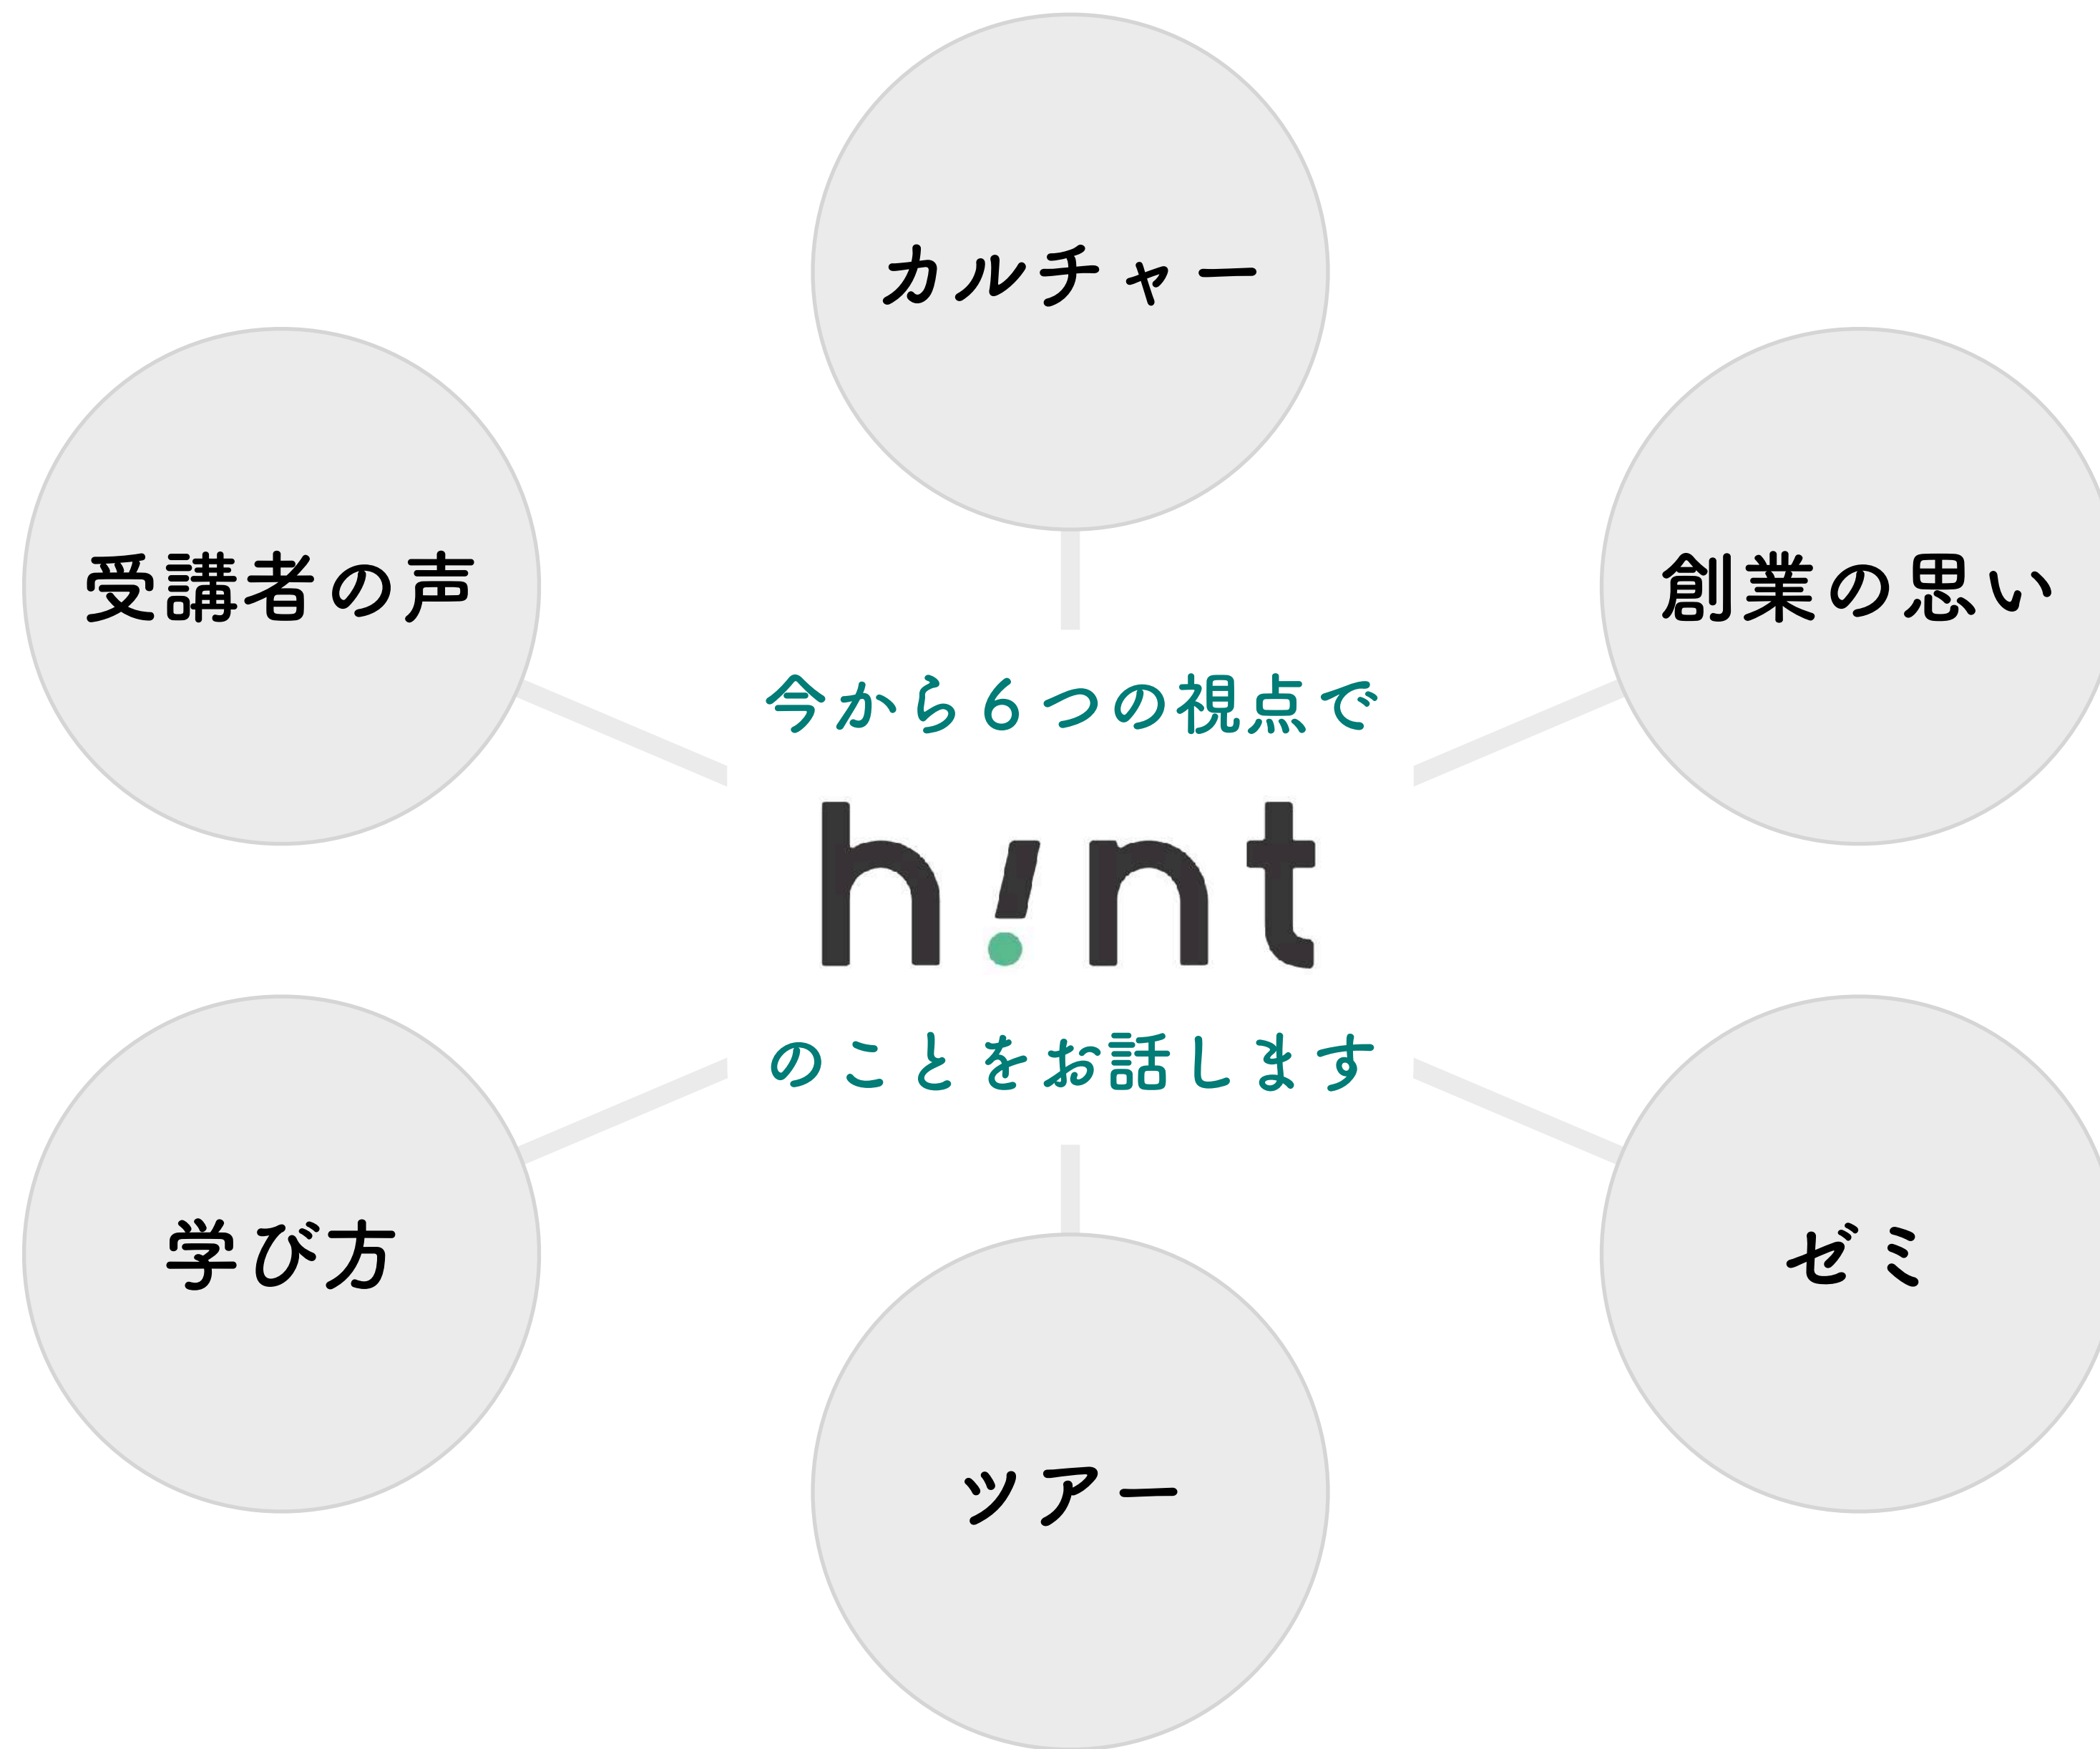 カルチャー
受講者の声
創業の思い
今から6つの視点で
h!nt
のことをお話します
学び方
ゼミ
ツアー